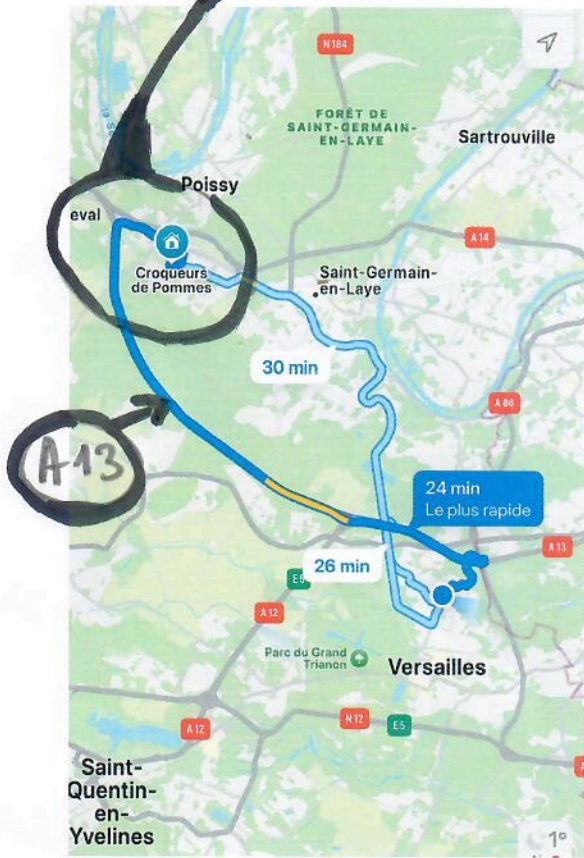 N184
FORÊT DE
SAINT-GERMAIN-
EN-LAYE
Sartrouville
Poissy
eval
A14
Croqueurs
de Pommes
Saint-Germain-
en-Laye
30 min
A86
A13
24 min
Le plus rapide
A13
26 min
A12
Parc du Grand
Trianon
Versailles
A12
N12
E5
Saint-
Quentin-
en-
Yvelines
1°